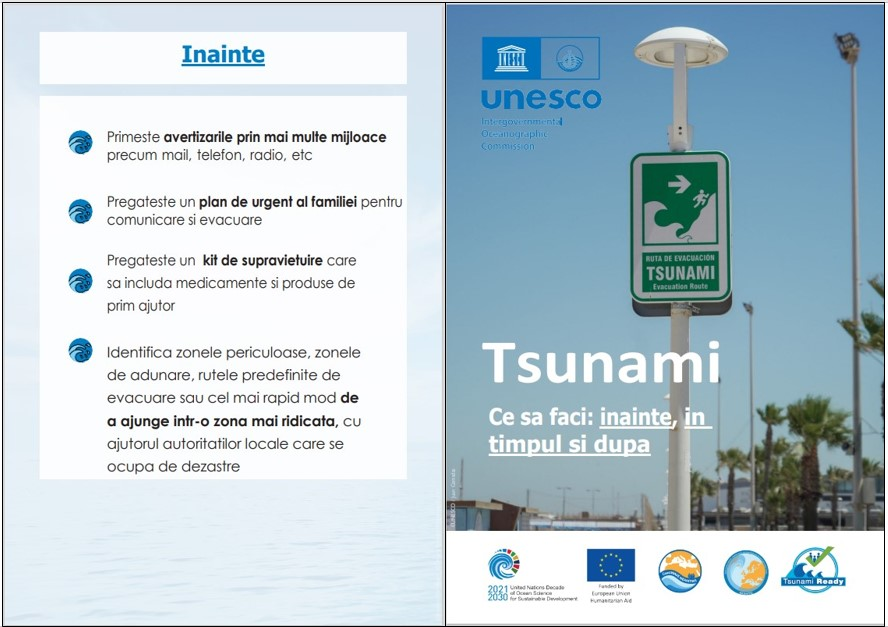 Inainte
Primeste avertizarile prin mai multe mijloace
precum mail, telefon, radio, etc
Pregateste un plan de urgent al familiei pentru
comunicare si evacuare
Pregateste un  kit de supravietuire care
sa includa medicamente si produse de
prim ajutor
Identifica zonele periculoase, zonele
de adunare, rutele predefinite de
evacuare sau cel mai rapid mod de
a ajunge intr-o zona mai ridicata, cu
ajutorul autoritatilor locale care se
ocupa de dezastre
unesco
Intergovernmental
Oceanographic
Commission
RUTA DE EVACUACIÓN
TSUNAMI
Evacuation Route
Tsunami
Ce sa faci: inainte, in
timpul si dupa
2021
2030
United Nations Decade
of Ocean Science
for Sustainable Development
Funded by
European Union
Humanitarian Aid
Tsunami Ready